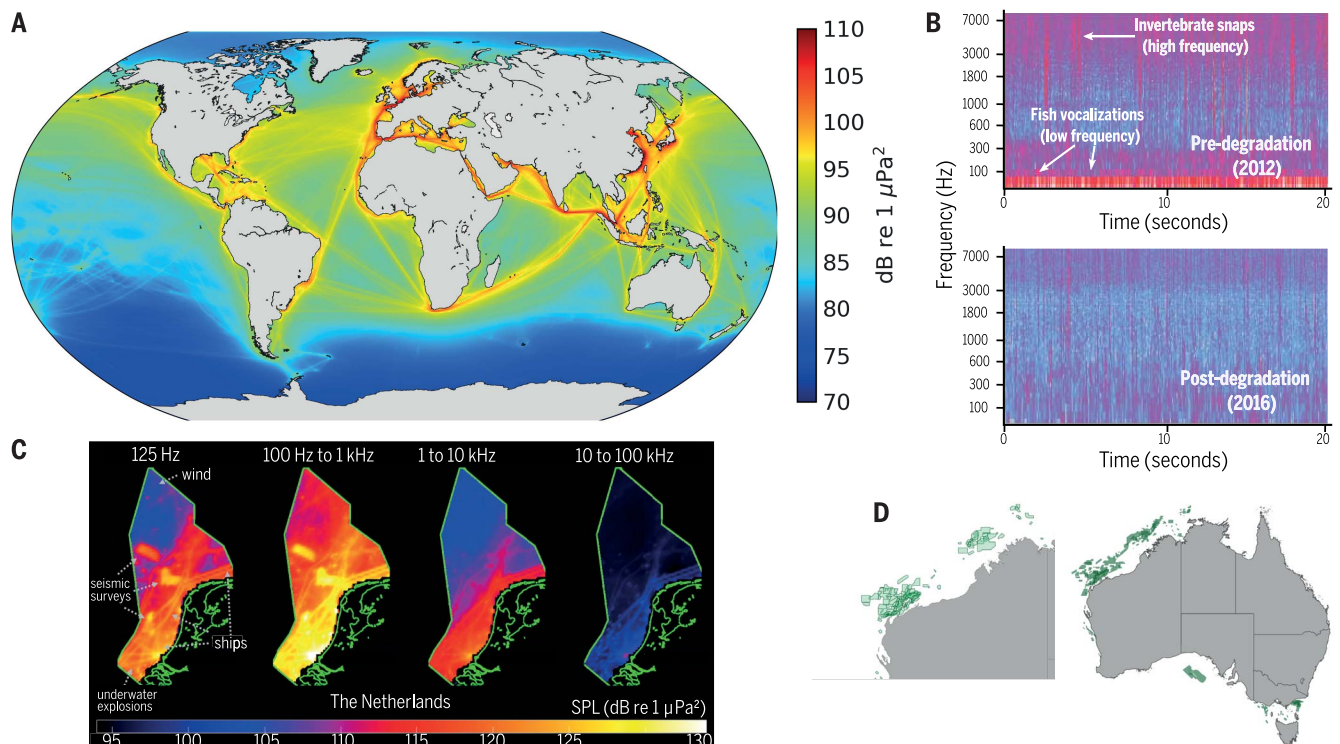 A
110
105
100
95
90
85
80
75
70
dB re 1 µPa²
B
Frequency (Hz)
7000
3000
1800
1000
600
300
100
Invertebrate snaps
(high frequency)
Fish vocalizations
(low frequency)
Pre-degradation
(2012)
0
10
20
Time (seconds)
7000
3000
1800
1000
600
300
100
Post-degradation
(2016)
0
10
20
Time (seconds)
C
125 Hz
100 Hz to 1 kHz
1 to 10 kHz
10 to 100 kHz
wind
seismic
surveys
ships
underwater
explosions
The Netherlands
SPL (dB re 1 µPa²)
95
100
105
110
115
120
125
130
D